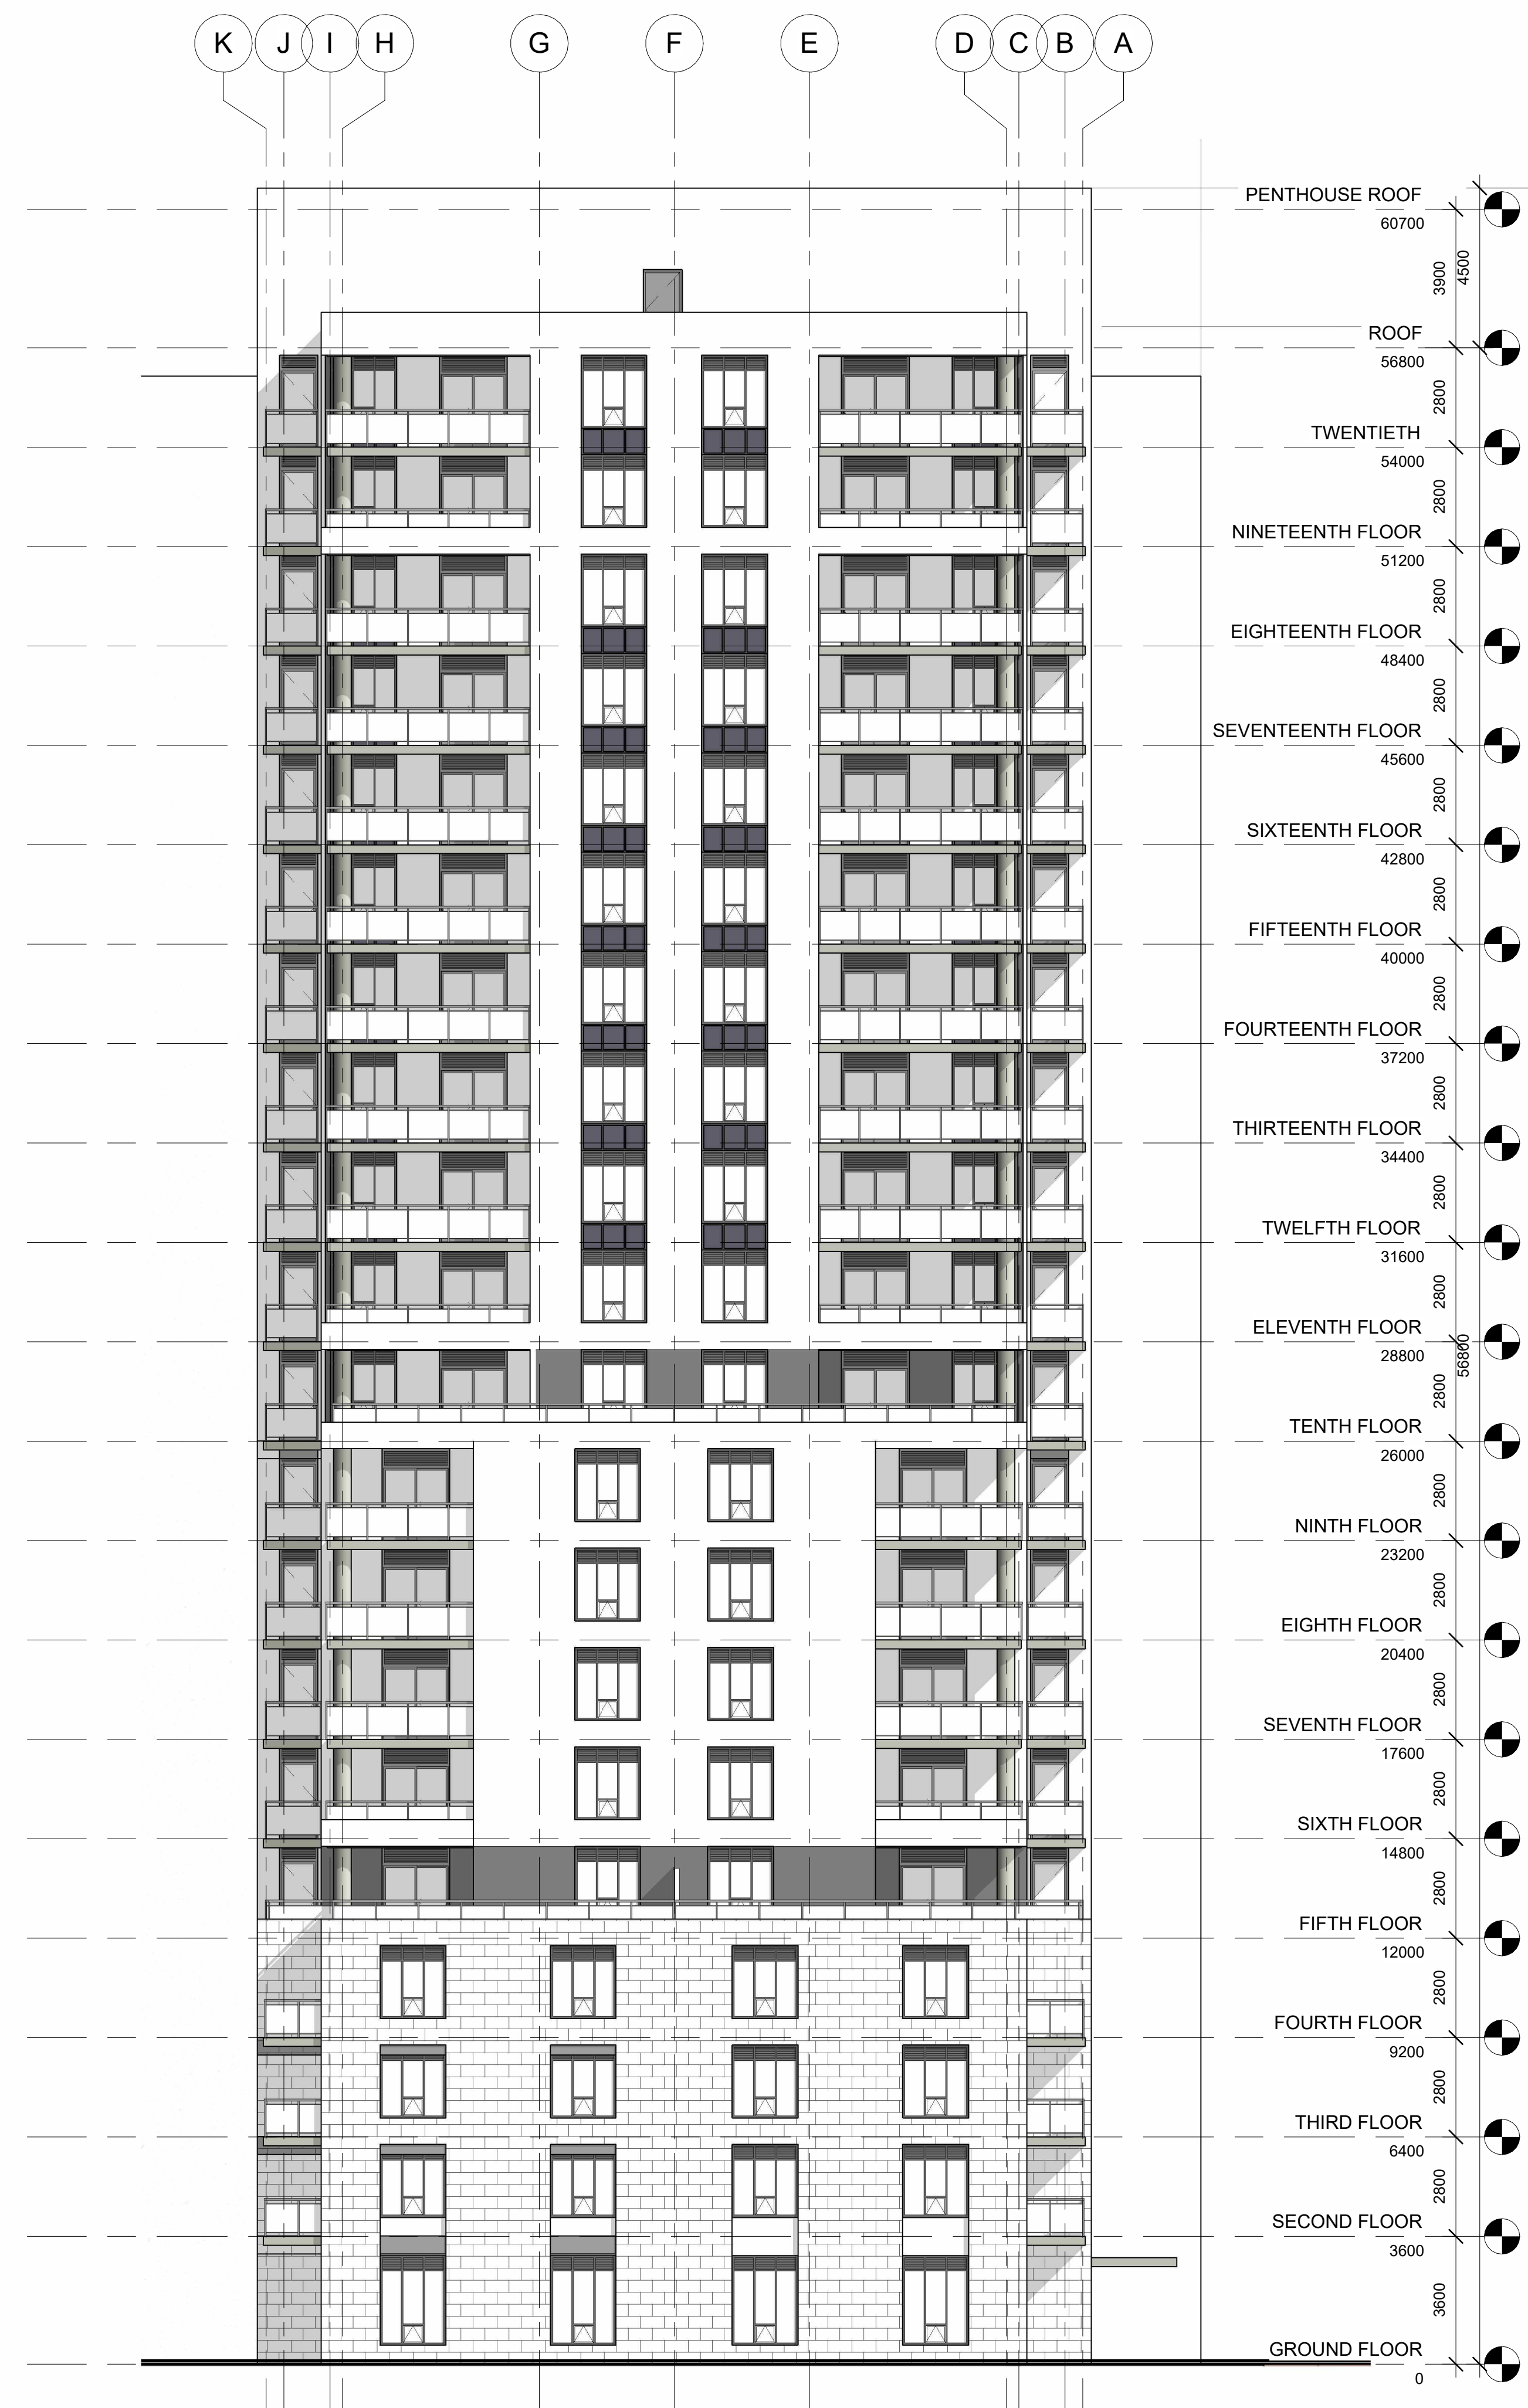 K J I H G F E D C B A
PENTHOUSE ROOF
60700
3900
4500
ROOF
56800
2800
TWENTIETH
54000
2800
NINETEENTH FLOOR
51200
2800
EIGHTEENTH FLOOR
48400
2800
SEVENTEENTH FLOOR
45600
2800
SIXTEENTH FLOOR
42800
2800
FIFTEENTH FLOOR
40000
2800
FOURTEENTH FLOOR
37200
2800
THIRTEENTH FLOOR
34400
2800
TWELFTH FLOOR
31600
2800
ELEVENTH FLOOR
28800
56800
2800
TENTH FLOOR
26000
2800
NINTH FLOOR
23200
2800
EIGHTH FLOOR
20400
2800
SEVENTH FLOOR
17600
2800
SIXTH FLOOR
14800
2800
FIFTH FLOOR
12000
2800
FOURTH FLOOR
9200
2800
THIRD FLOOR
6400
2800
SECOND FLOOR
3600
3600
GROUND FLOOR
0